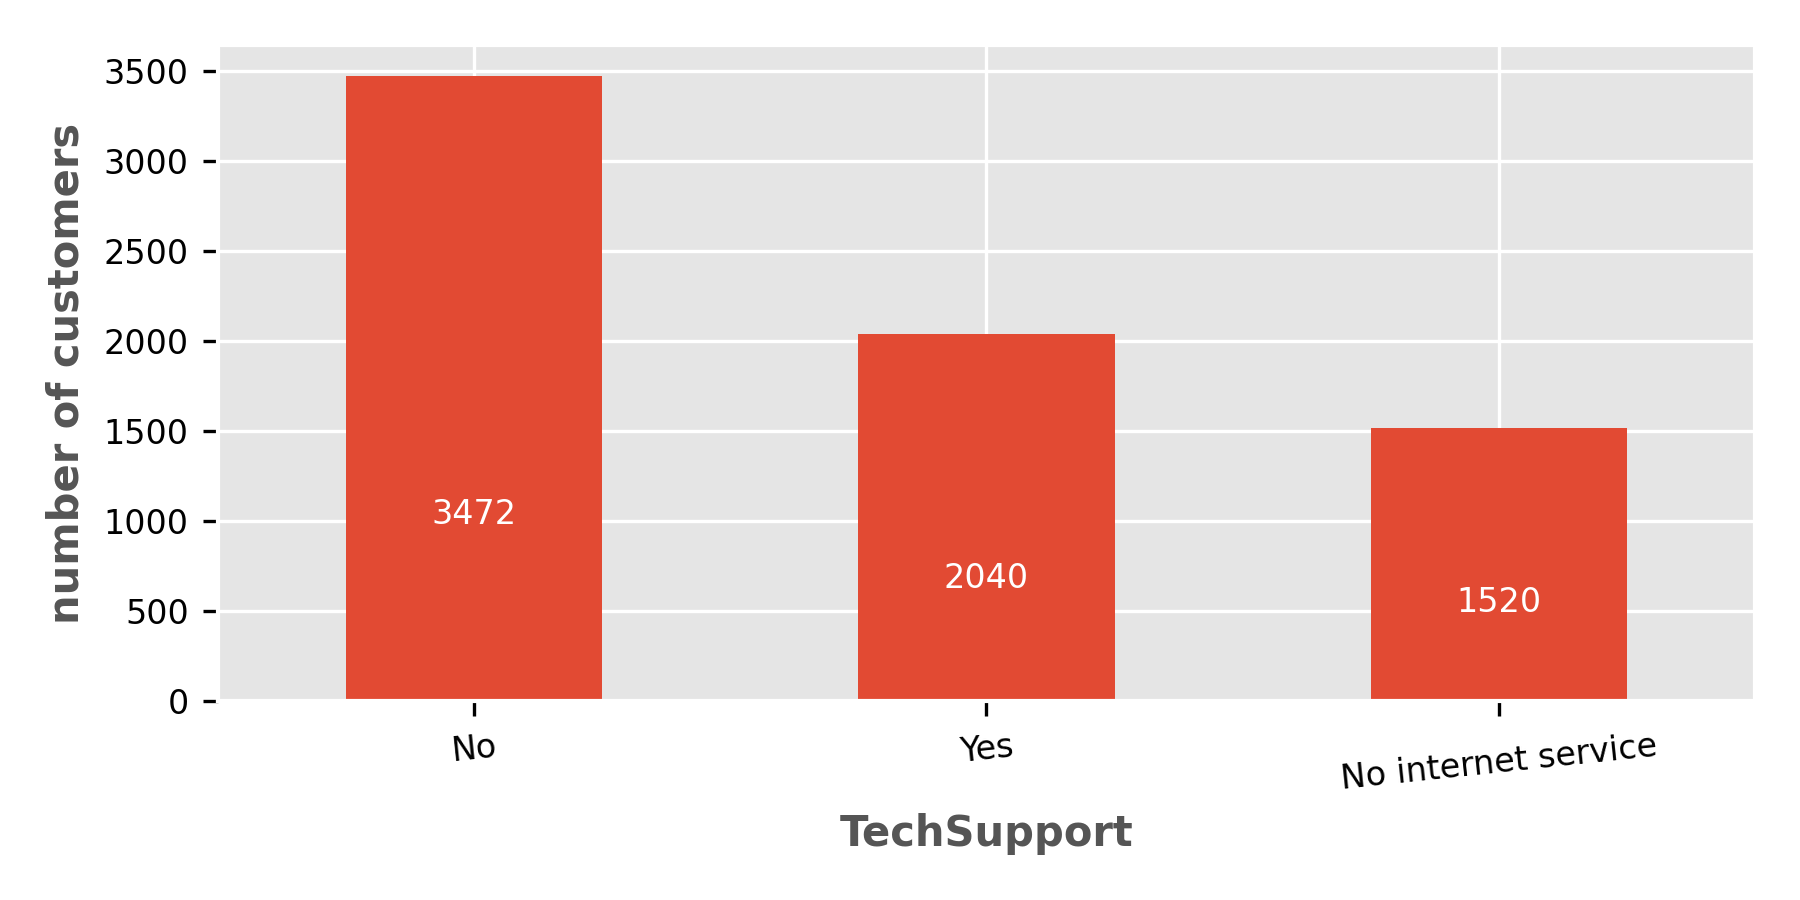 number of customers
3500
3000
2500
2000
1500
1000
500
0
3472
2040
1520
No
Yes
No internet service
TechSupport